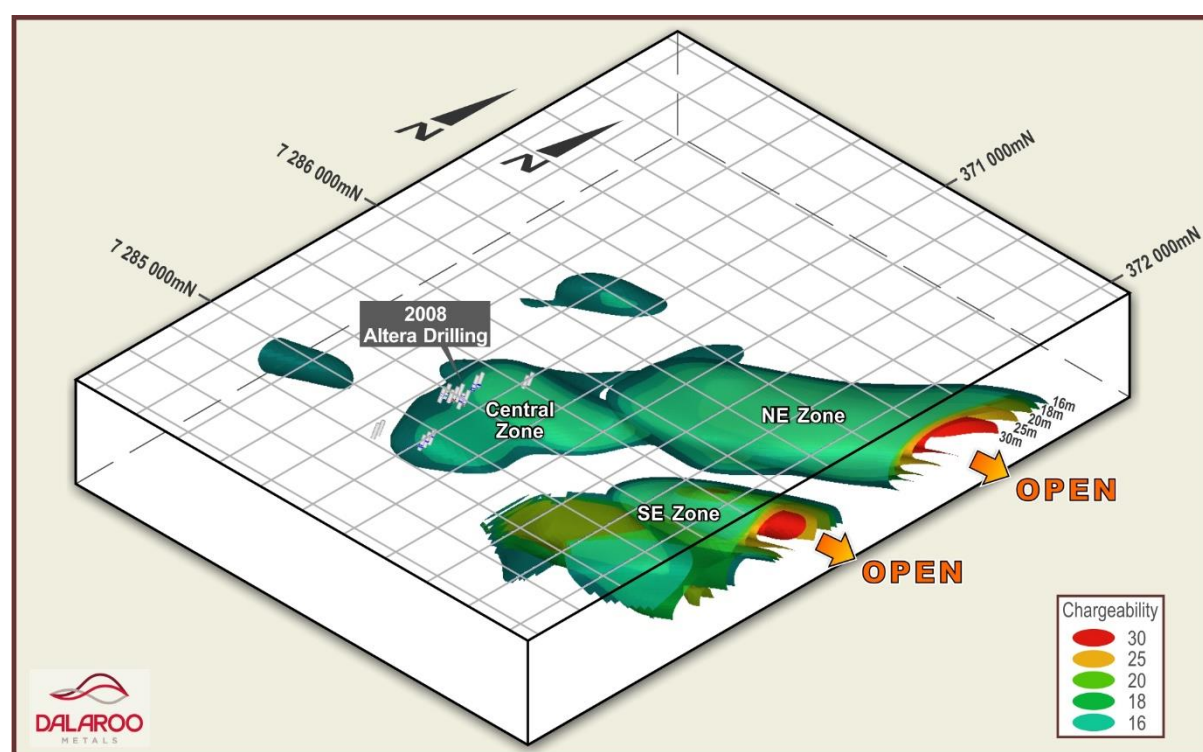 N
N
7 286 000mN
7 285 000mN
371 000mN
372 000mN
2008
Altera Drilling
Central
Zone
NE Zone
SE Zone
16m
18m
20m
25m
30m
OPEN
OPEN
Chargeability
30
25
20
18
16
DALAROO
METALS